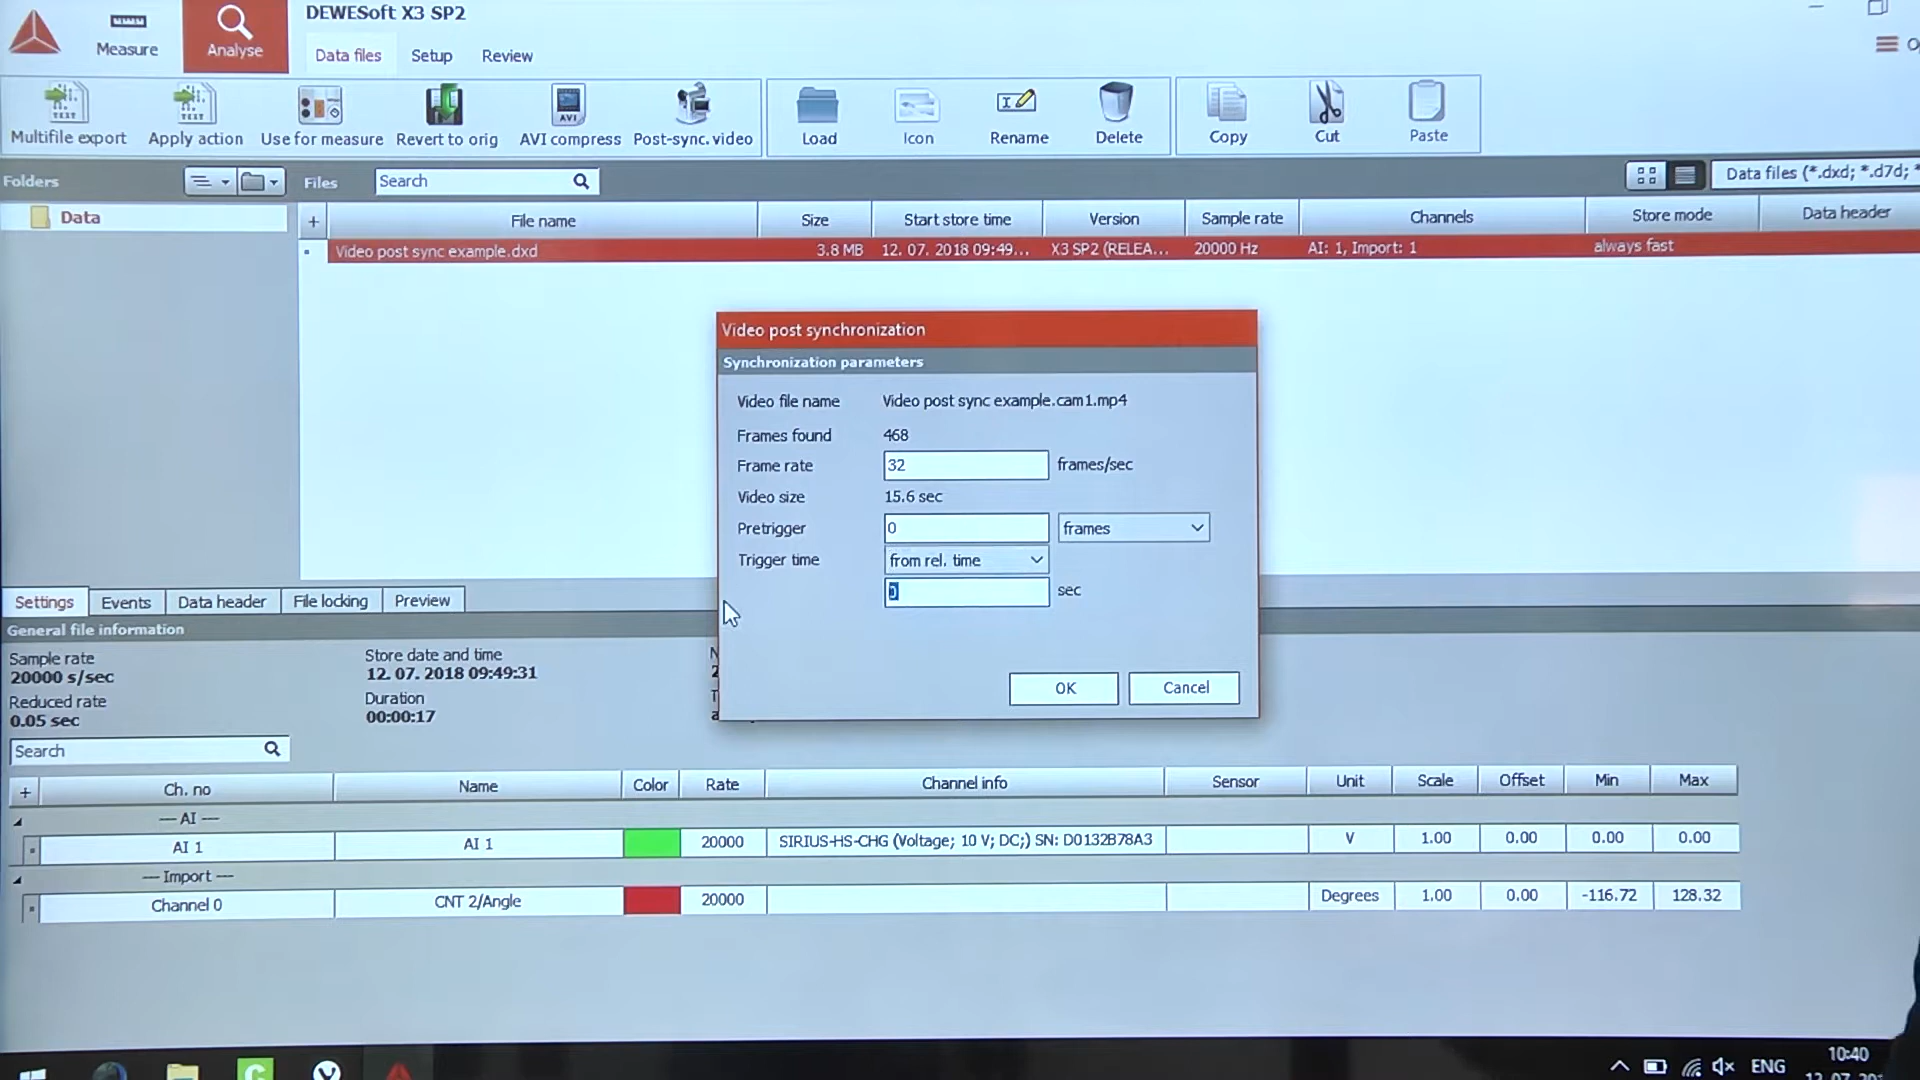 DEWESoft X3 SP2
Measure
Analyse
Data files
Setup
Review
Multifile export
Apply action
Use for measure
Revert to orig
AVI compress
Post-sync. video
Load
Icon
Rename
Delete
Copy
Cut
Paste
Folders
Files
Search
Data files (*.dxd; *.d7d; *
Data
+ File name Size Start store time Version Sample rate Channels Store mode Data header
Video post sync example.dxd 3.8 MB 12. 07. 2018 09:49... X3 SP2 (RELEA... 20000 Hz AI: 1, Import: 1 always fast
Video post synchronization
Synchronization parameters
Video file name Video post sync example.cam1.mp4
Frames found 468
Frame rate 32 frames/sec
Video size 15.6 sec
Pretrigger 0 frames
Trigger time from rel. time
0 sec
OK Cancel
Settings Events Data header File locking Preview
General file information
Sample rate
20000 s/sec
Reduced rate
0.05 sec
Store date and time
12. 07. 2018 09:49:31
Duration
00:00:17
Search
+ Ch. no Name Color Rate Channel info Sensor Unit Scale Offset Min Max
— AI —
AI 1 AI 1 20000 SIRIUS-HS-CHG (Voltage; 10 V; DC;) SN: D0132B78A3 V 1.00 0.00 0.00 0.00
— Import —
Channel 0 CNT 2/Angle 20000 Degrees 1.00 0.00 -116.72 128.32
ENG
10:40